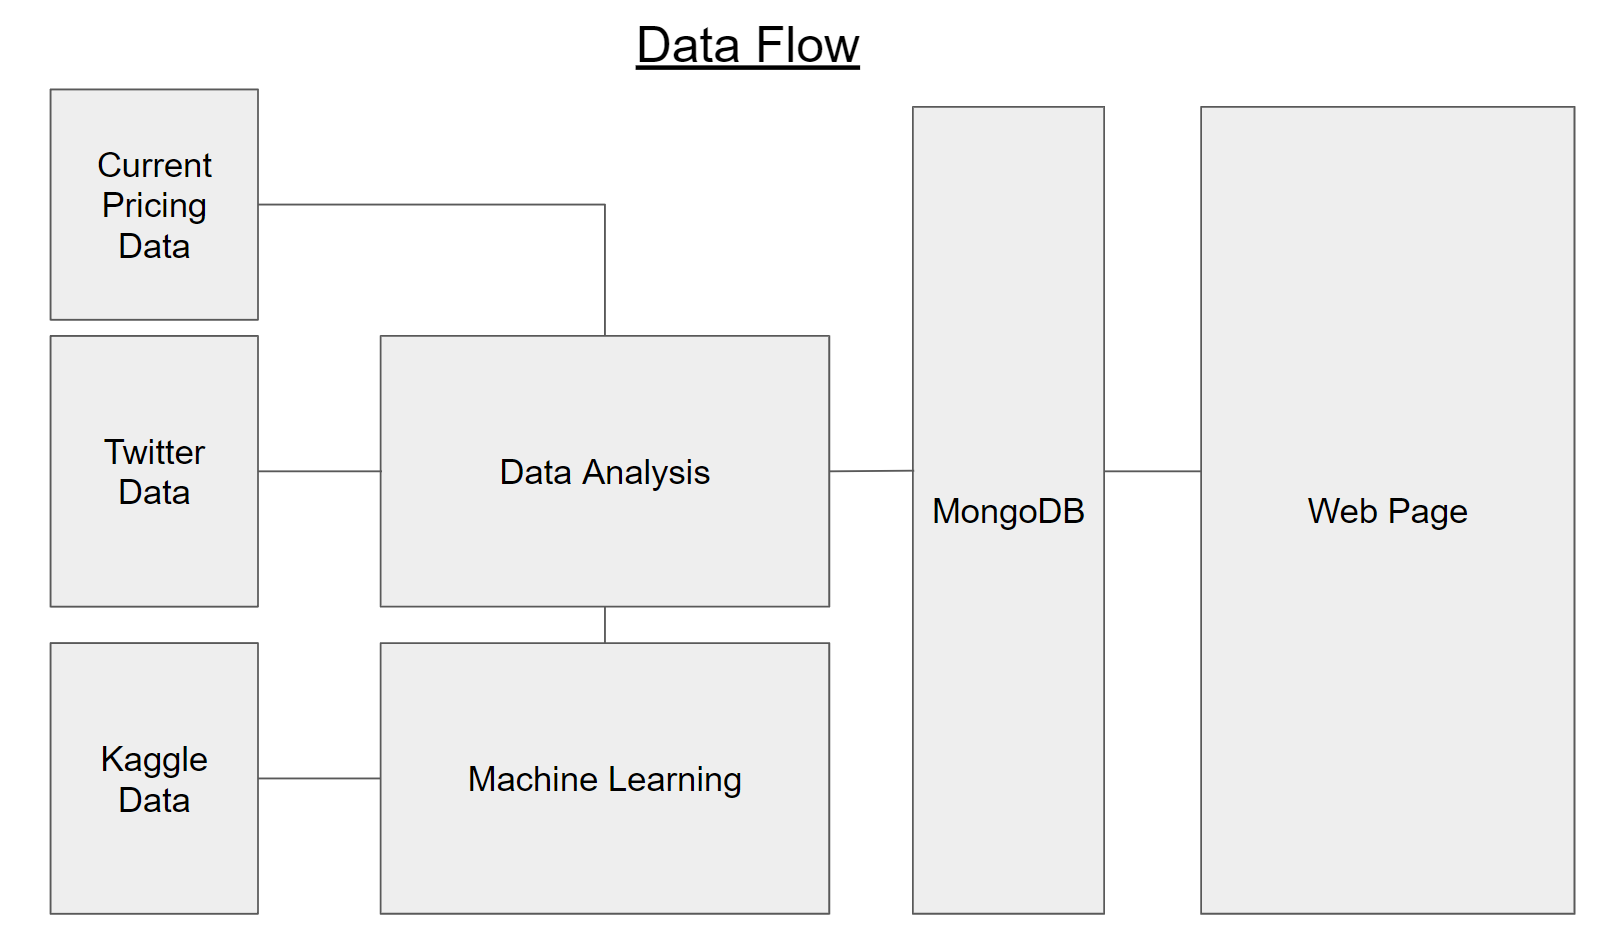 Data Flow
Current
Pricing
Data
Twitter
Data
Data Analysis
MongoDB
Web Page
Kaggle
Data
Machine Learning